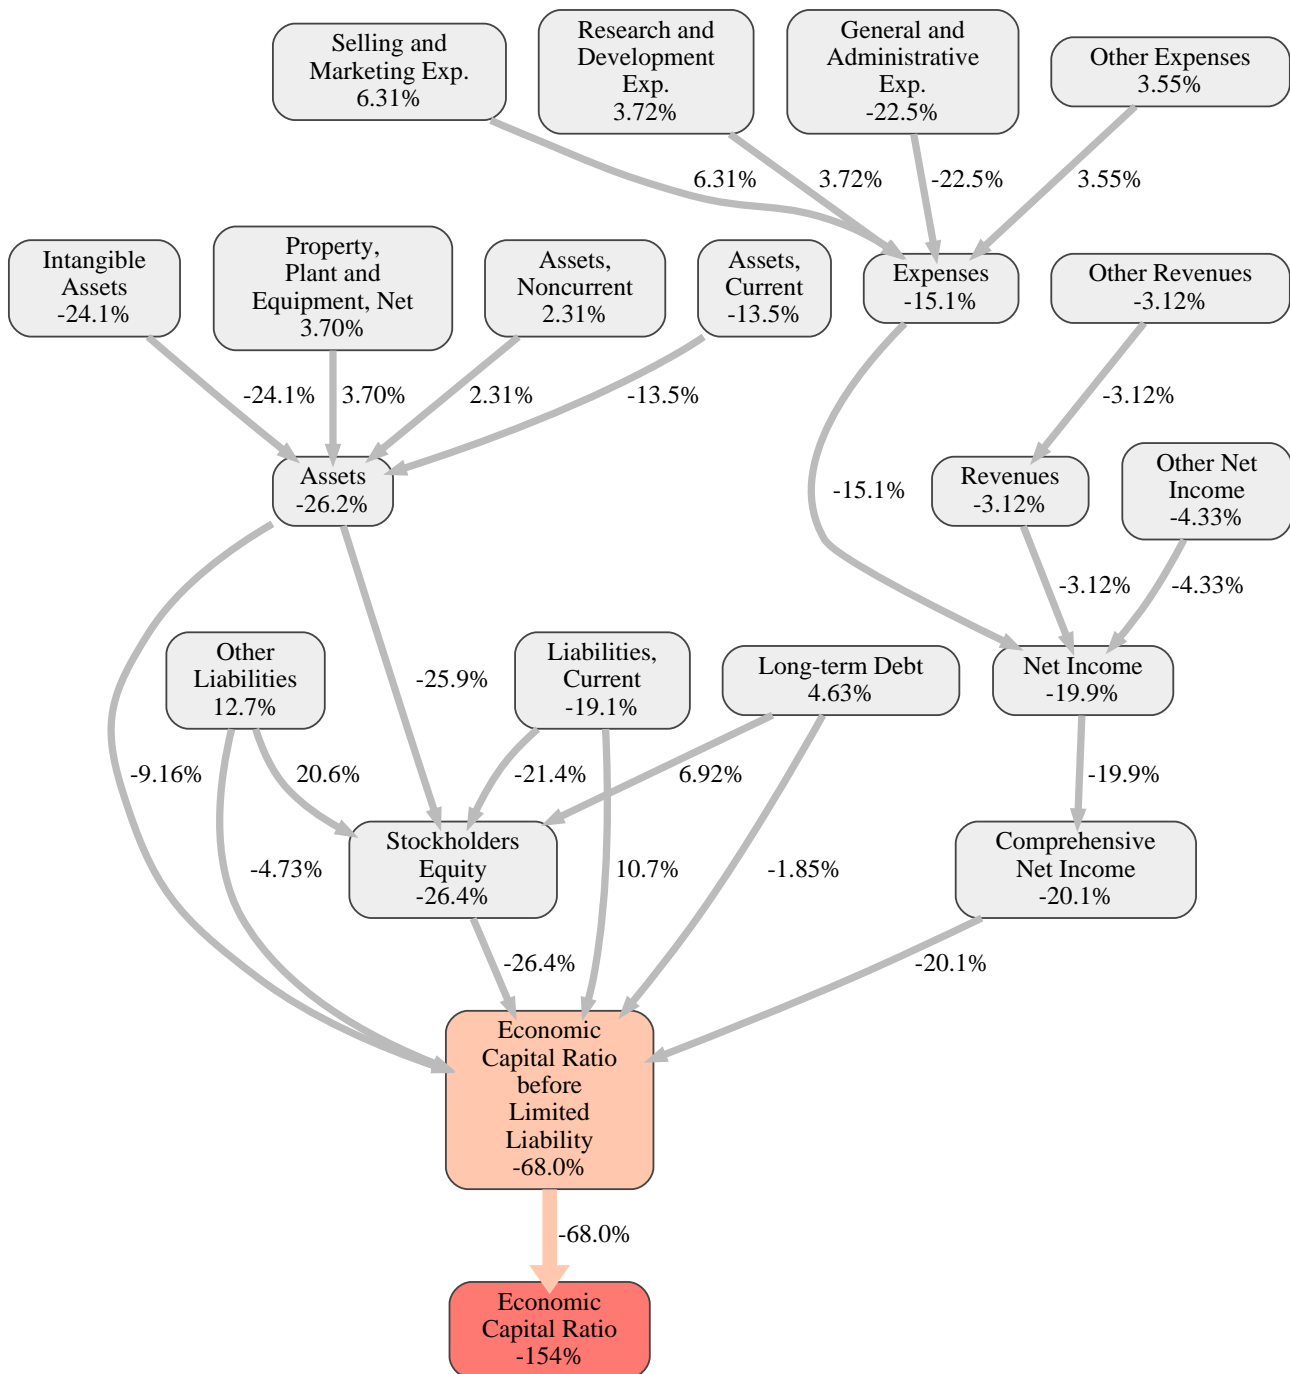 Selling and
Marketing Exp.
6.31%
Research and
Development
Exp.
3.72%
General and
Administrative
Exp.
-22.5%
Other Expenses
3.55%
6.31%
3.72%
-22.5%
3.55%
Intangible
Assets
-24.1%
Property,
Plant and
Equipment, Net
3.70%
Assets,
Noncurrent
2.31%
Assets,
Current
-13.5%
Expenses
-15.1%
Other Revenues
-3.12%
-24.1%
3.70%
2.31%
-13.5%
-3.12%
Assets
-26.2%
-15.1%
Revenues
-3.12%
Other Net
Income
-4.33%
-3.12%
-4.33%
Other
Liabilities
12.7%
-25.9%
Liabilities,
Current
-19.1%
Long-term Debt
4.63%
Net Income
-19.9%
-9.16%
20.6%
-21.4%
6.92%
-19.9%
-4.73%
Stockholders
Equity
-26.4%
10.7%
-1.85%
Comprehensive
Net Income
-20.1%
-26.4%
-20.1%
Economic
Capital Ratio
before
Limited
Liability
-68.0%
-68.0%
Economic
Capital Ratio
-154%